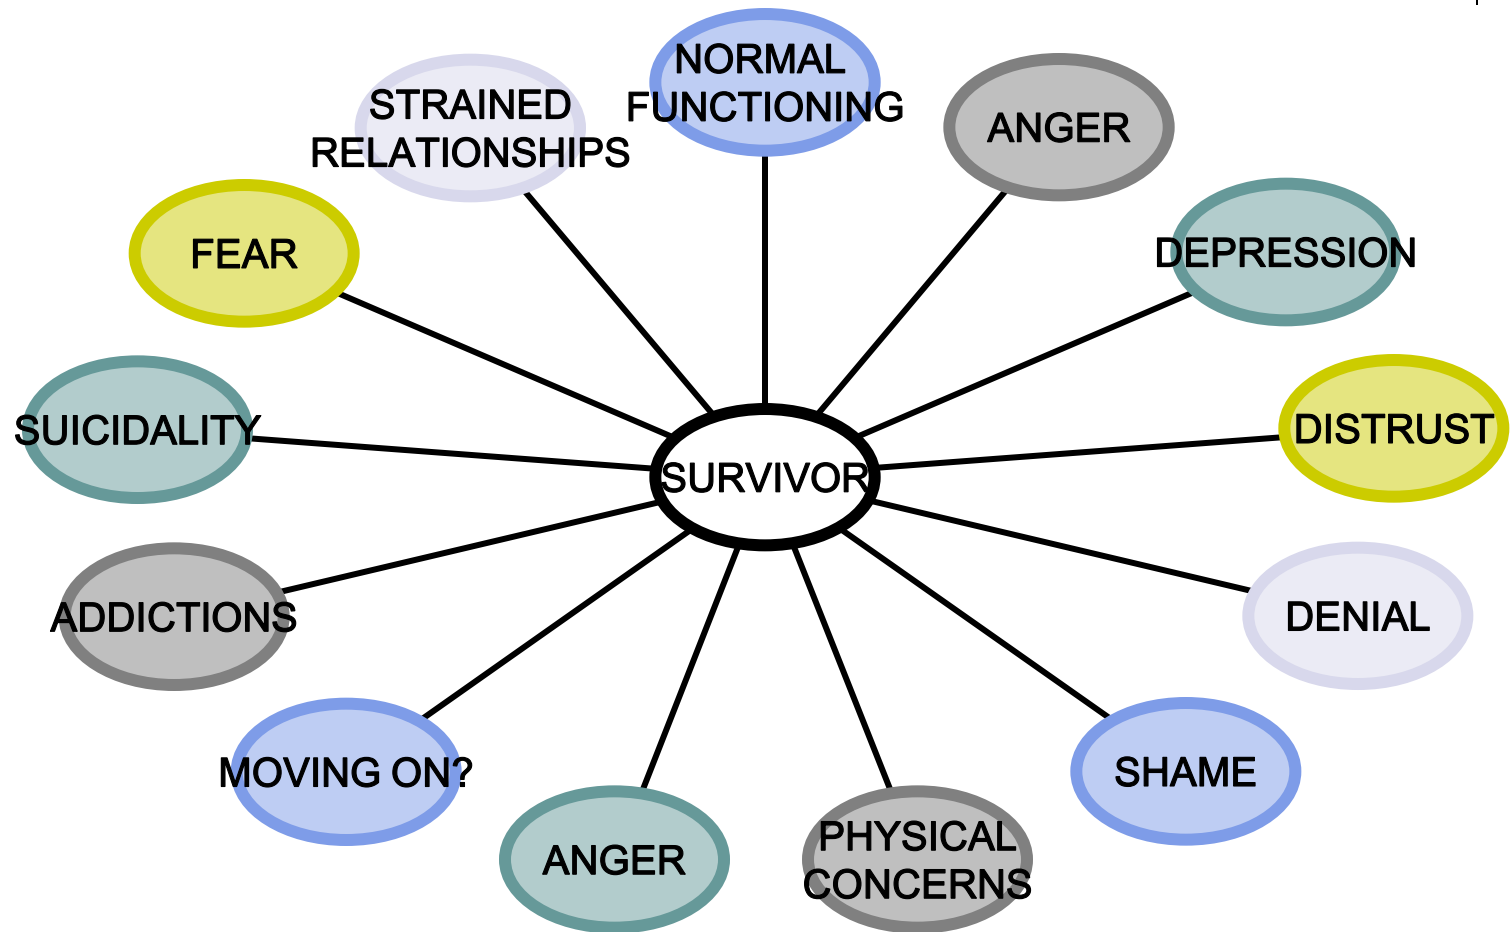 NORMAL
FUNCTIONING
STRAINED
RELATIONSHIPS
ANGER
FEAR
DEPRESSION
SUICIDALITY
DISTRUST
SURVIVOR
ADDICTIONS
DENIAL
MOVING ON?
SHAME
ANGER
PHYSICAL
CONCERNS